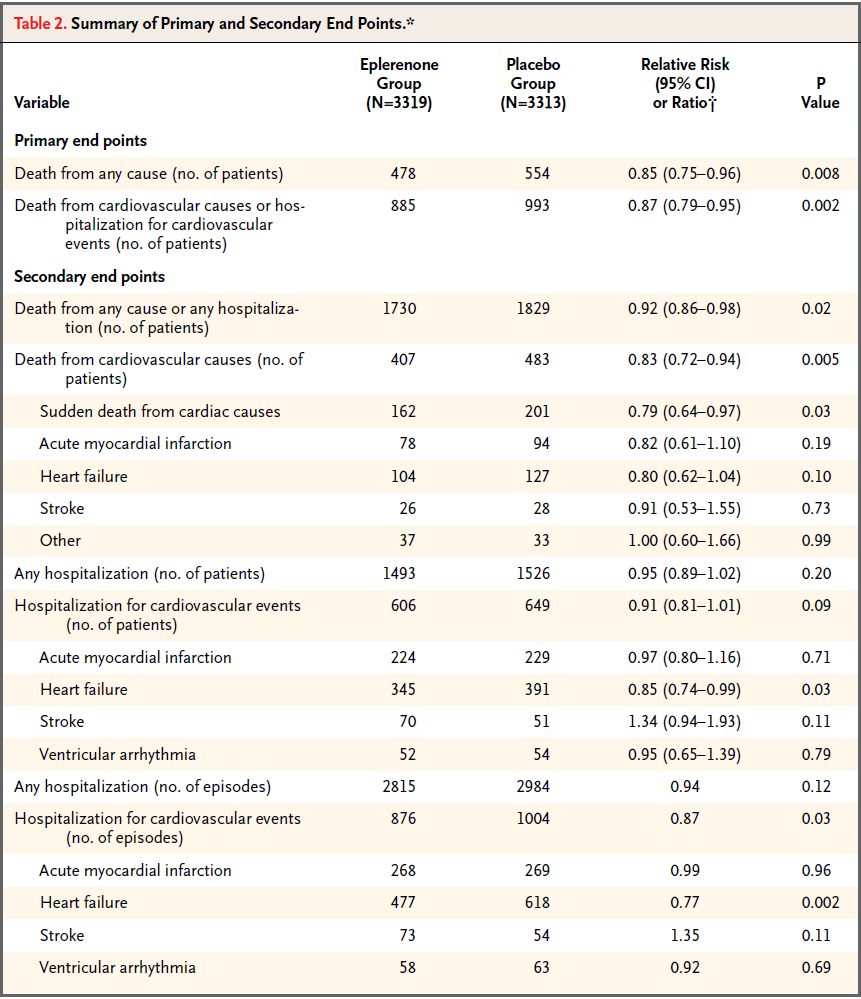 Table 2. Summary of Primary and Secondary End Points.*
Variable Eplerenone Group (N=3319) Placebo Group (N=3313) Relative Risk (95% CI) or Ratio† P Value
Primary end points
Death from any cause (no. of patients) 478 554 0.85 (0.75–0.96) 0.008
Death from cardiovascular causes or hos- 885 993 0.87 (0.79–0.95) 0.002
pitalization for cardiovascular
events (no. of patients)
Secondary end points
Death from any cause or any hospitaliza- 1730 1829 0.92 (0.86–0.98) 0.02
tion (no. of patients)
Death from cardiovascular causes (no. of 407 483 0.83 (0.72–0.94) 0.005
patients)
Sudden death from cardiac causes 162 201 0.79 (0.64–0.97) 0.03
Acute myocardial infarction 78 94 0.82 (0.61–1.10) 0.19
Heart failure 104 127 0.80 (0.62–1.04) 0.10
Stroke 26 28 0.91 (0.53–1.55) 0.73
Other 37 33 1.00 (0.60–1.66) 0.99
Any hospitalization (no. of patients) 1493 1526 0.95 (0.89–1.02) 0.20
Hospitalization for cardiovascular events 606 649 0.91 (0.81–1.01) 0.09
(no. of patients)
Acute myocardial infarction 224 229 0.97 (0.80–1.16) 0.71
Heart failure 345 391 0.85 (0.74–0.99) 0.03
Stroke 70 51 1.34 (0.94–1.93) 0.11
Ventricular arrhythmia 52 54 0.95 (0.65–1.39) 0.79
Any hospitalization (no. of episodes) 2815 2984 0.94 0.12
Hospitalization for cardiovascular events 876 1004 0.87 0.03
(no. of episodes)
Acute myocardial infarction 268 269 0.99 0.96
Heart failure 477 618 0.77 0.002
Stroke 73 54 1.35 0.11
Ventricular arrhythmia 58 63 0.92 0.69